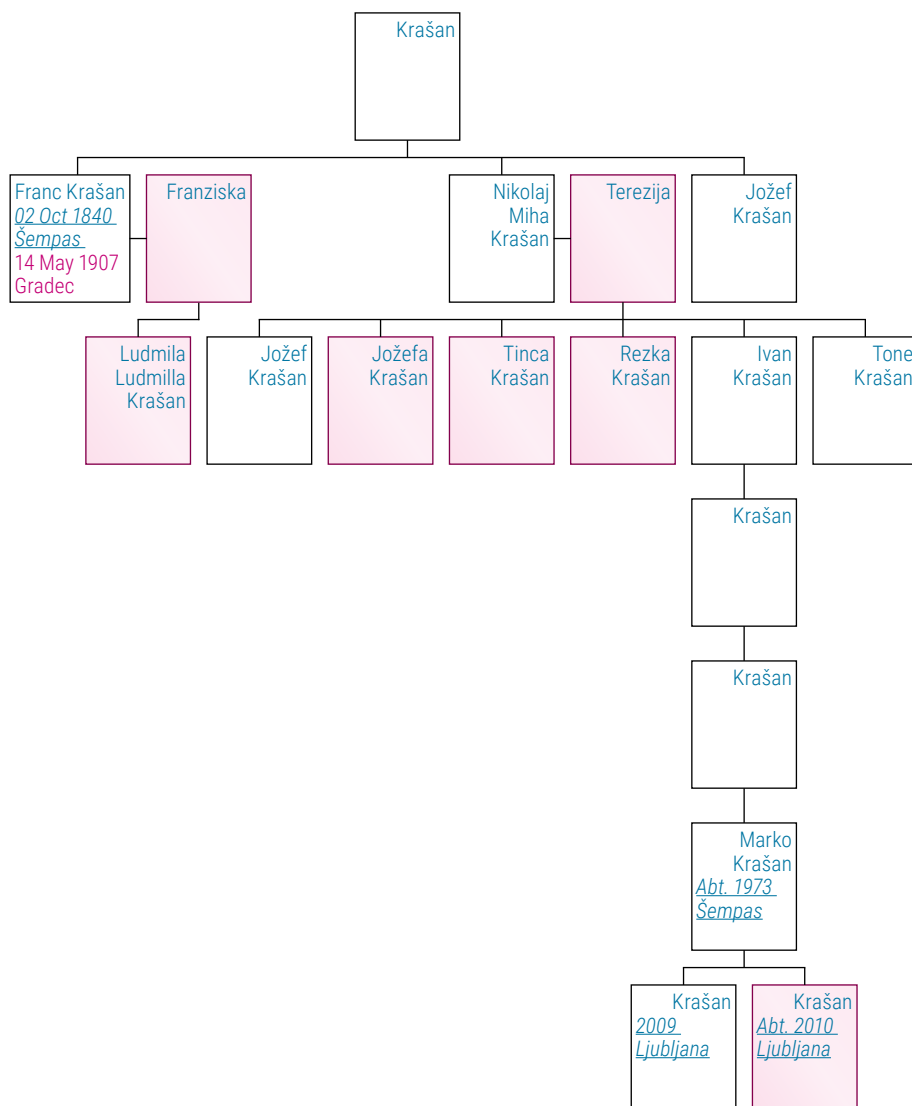 Krašan
Franc Krašan
02 Oct 1840
Šempas
14 May 1907
Gradec
Franziska
Nikolaj
Miha
Krašan
Terezija
Jožef
Krašan
Ludmila
Ludmilla
Krašan
Jožef
Krašan
Jožefa
Krašan
Tinca
Krašan
Rezka
Krašan
Ivan
Krašan
Tone
Krašan
Krašan
Krašan
Marko
Krašan
Abt. 1973
Šempas
Krašan
2009
Ljubljana
Krašan
Abt. 2010
Ljubljana